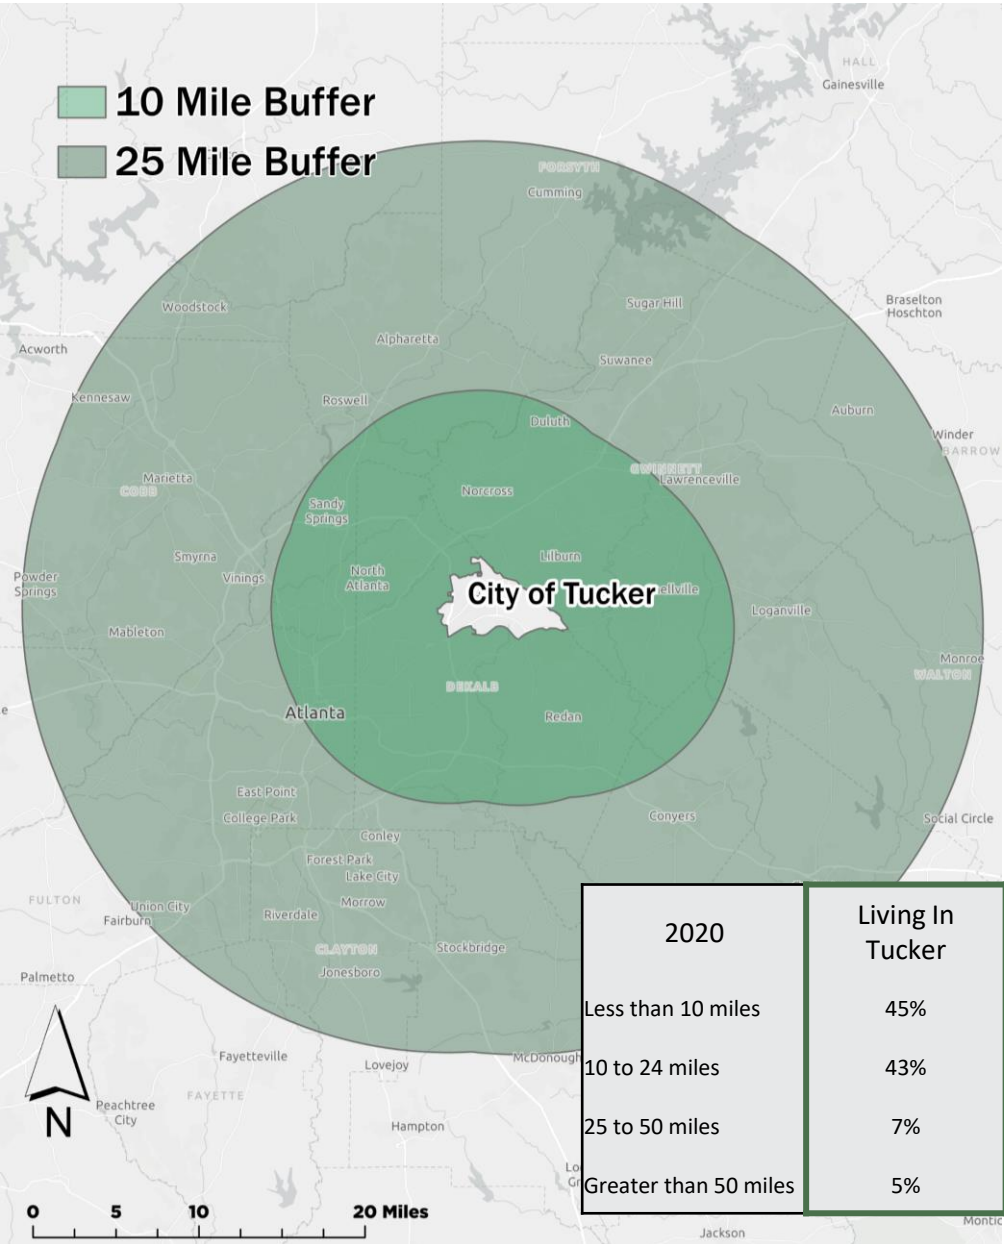 HALL
Gainesville
10 Mile Buffer
25 Mile Buffer
FORSYTH
Cumming
Woodstock
Sugar Hill
Braselton
Hoschton
Alpharetta
Acworth
Suwanee
Kennesaw
Roswell
Auburn
Duluth
Winder
BARROW
GWINNETT
Lawrenceville
Marietta
COBB
Norcross
Sandy
Springs
Smyrna
Lilburn
Vinings
North
Atlanta
Powder
Springs
City of Tucker
ellville
Loganville
Mableton
Monroe
WALTON
DEKALB
e
Atlanta
Redan
East Point
College Park
Conyers
Social Circle
Conley
Forest Park
Lake City
FULTON
Union City
Morrow
Fairburn
Riverdale
CLAYTON
Stockbridge
Jonesboro
Palmetto
2020
Living In
Tucker
Less than 10 miles 45%
10 to 24 miles 43%
25 to 50 miles 7%
Greater than 50 miles 5%
Fayetteville
Lovejoy
McDonough
N
Peachtree
City
FAYETTE
Hampton
Lo
Gr
0 5 10 20 Miles
Jackson
Montic